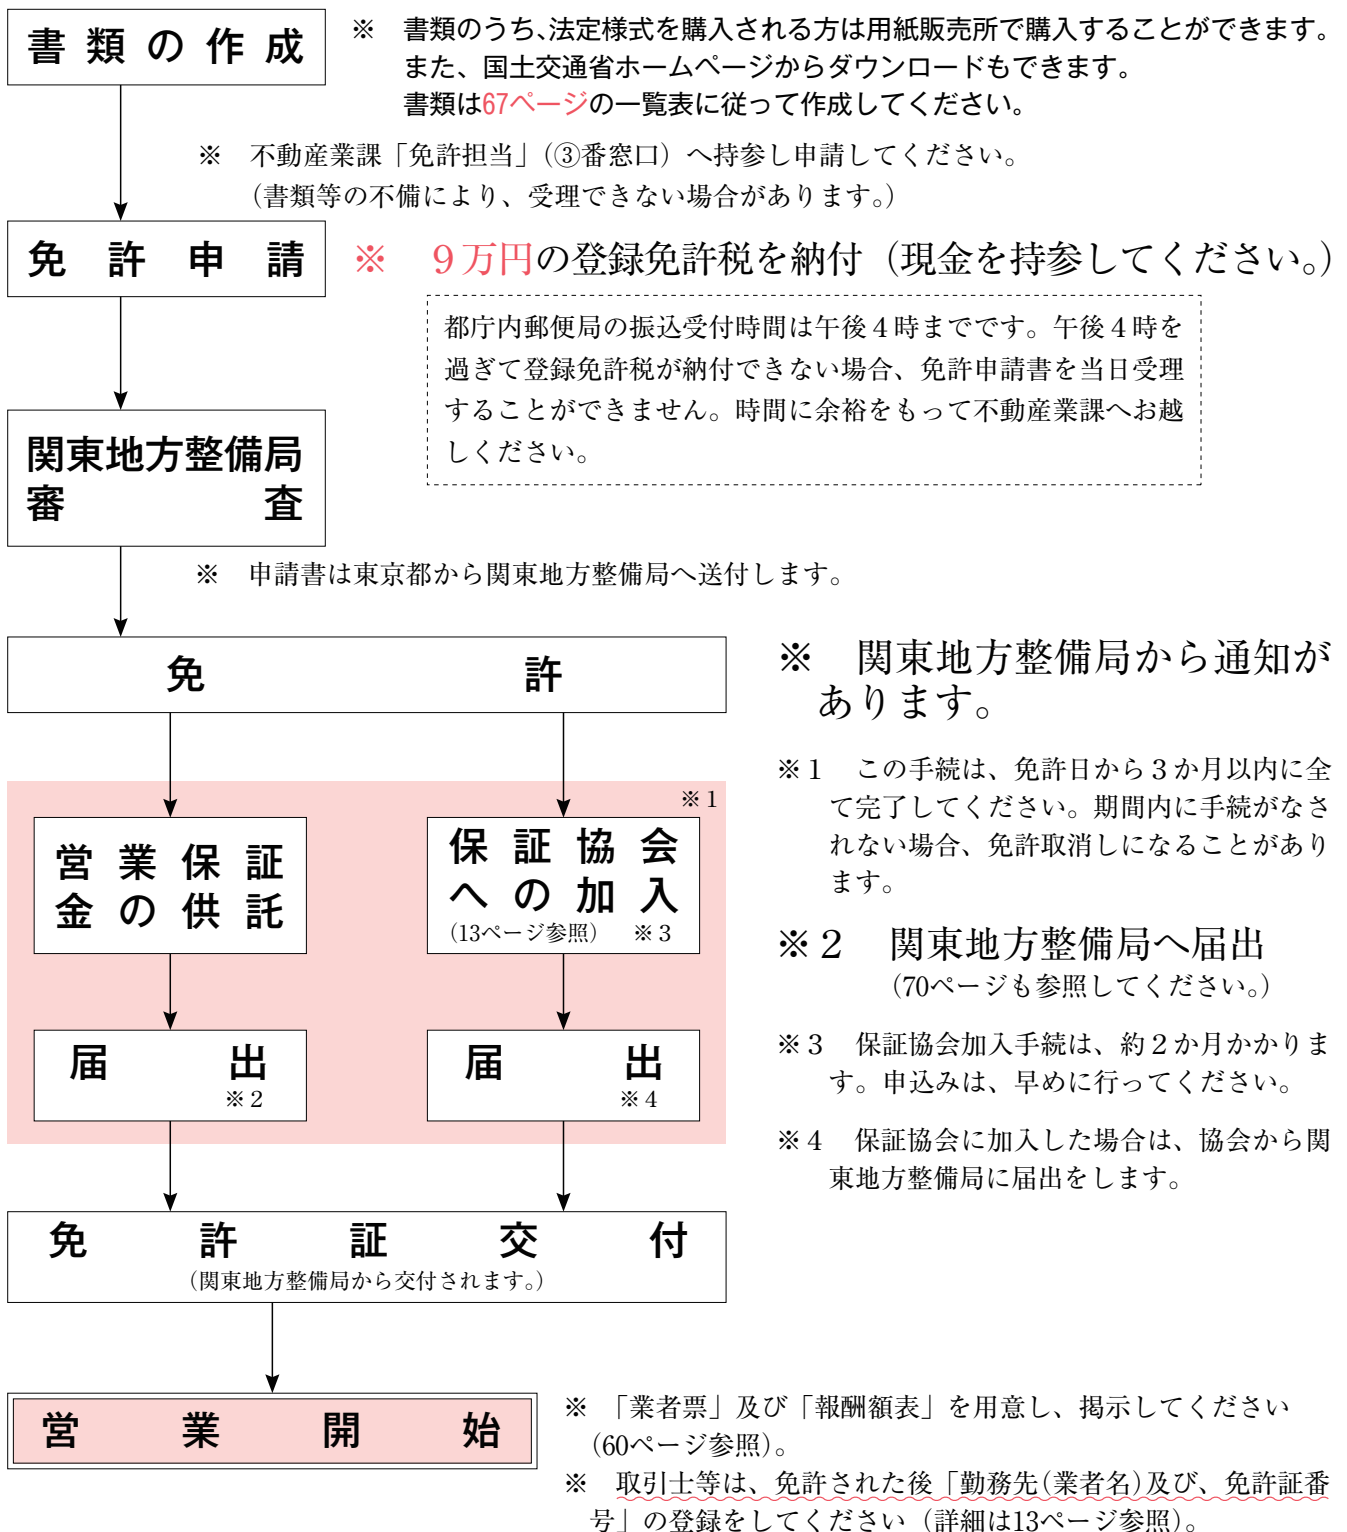 書類の作成
※　書類のうち、法定様式を購入される方は用紙販売所で購入することができます。
また、国土交通省ホームページからダウンロードもできます。
書類は67ページの一覧表に従って作成してください。
※　不動産業課「免許担当」（③番窓口）へ持参し申請してください。
（書類等の不備により、受理できない場合があります。）
免許申請
※　９万円の登録免許税を納付（現金を持参してください。）
都庁内郵便局の振込受付時間は午後４時までです。午後４時を
過ぎて登録免許税が納付できない場合、免許申請書を当日受理
することができません。時間に余裕をもって不動産業課へお越
しください。
関東地方整備局
審査
※　申請書は東京都から関東地方整備局へ送付します。
免許
※　関東地方整備局から通知が
あります。
※１
営業保証
金の供託
保証協会
への加入
（13ページ参照）　※３
※１　この手続は、免許日から３か月以内に全
て完了してください。期間内に手続がなさ
れない場合、免許取消しになることがあり
ます。
※２　関東地方整備局へ届出
（70ページも参照してください。）
届出
※２
届出
※４
※３　保証協会加入手続は、約２か月かかりま
す。申込みは、早めに行ってください。
※４　保証協会に加入した場合は、協会から関
東地方整備局に届出をします。
免許証交付
（関東地方整備局から交付されます。）
営業開始
※　「業者票」及び「報酬額表」を用意し、掲示してください
（60ページ参照）。
※　取引士等は、免許された後「勤務先(業者名)及び、免許証番
号」の登録をしてください（詳細は13ページ参照）。